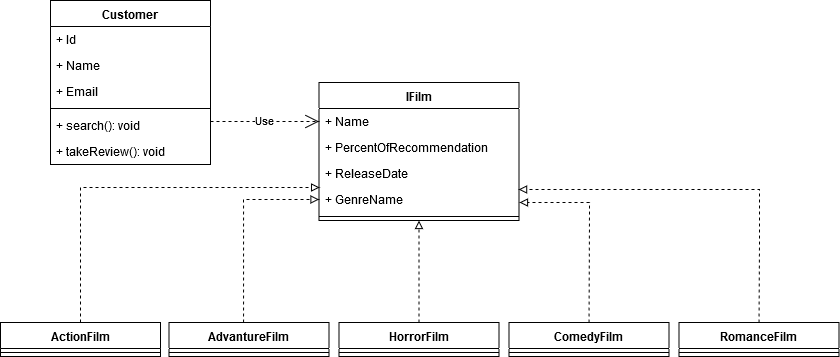 Customer
+ Id
+ Name
+ Email
+ search(): void
+ takeReview(): void
Use
IFilm
+ Name
+ PercentOfRecommendation
+ ReleaseDate
+ GenreName
ActionFilm
AdvantureFilm
HorrorFilm
ComedyFilm
RomanceFilm